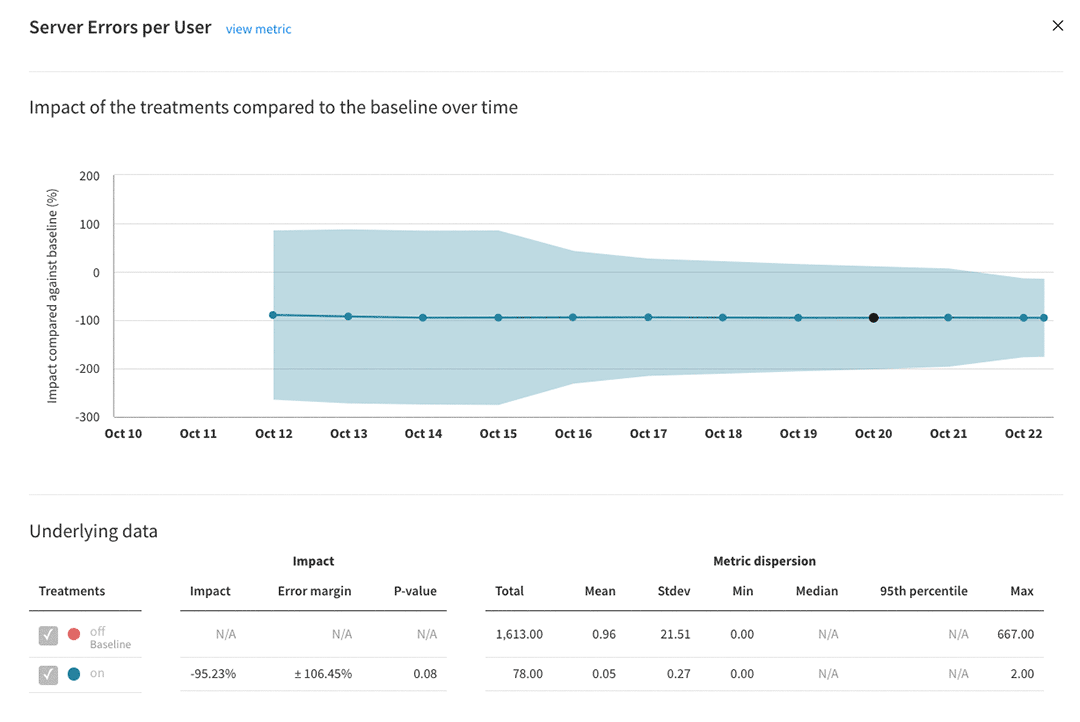 Server Errors per User view metric
Impact of the treatments compared to the baseline over time
Impact compared against baseline (%)
200
100
0
-100
-200
-300
Oct 10 Oct 11 Oct 12 Oct 13 Oct 14 Oct 15 Oct 16 Oct 17 Oct 18 Oct 19 Oct 20 Oct 21 Oct 22
Underlying data
Impact Metric dispersion
Treatments Impact Error margin P-value Total Mean Stdev Min Median 95th percentile Max
off N/A N/A N/A 1,613.00 0.96 21.51 0.00 N/A N/A 667.00
Baseline
on -95.23% ± 106.45% 0.08 78.00 0.05 0.27 0.00 N/A N/A 2.00